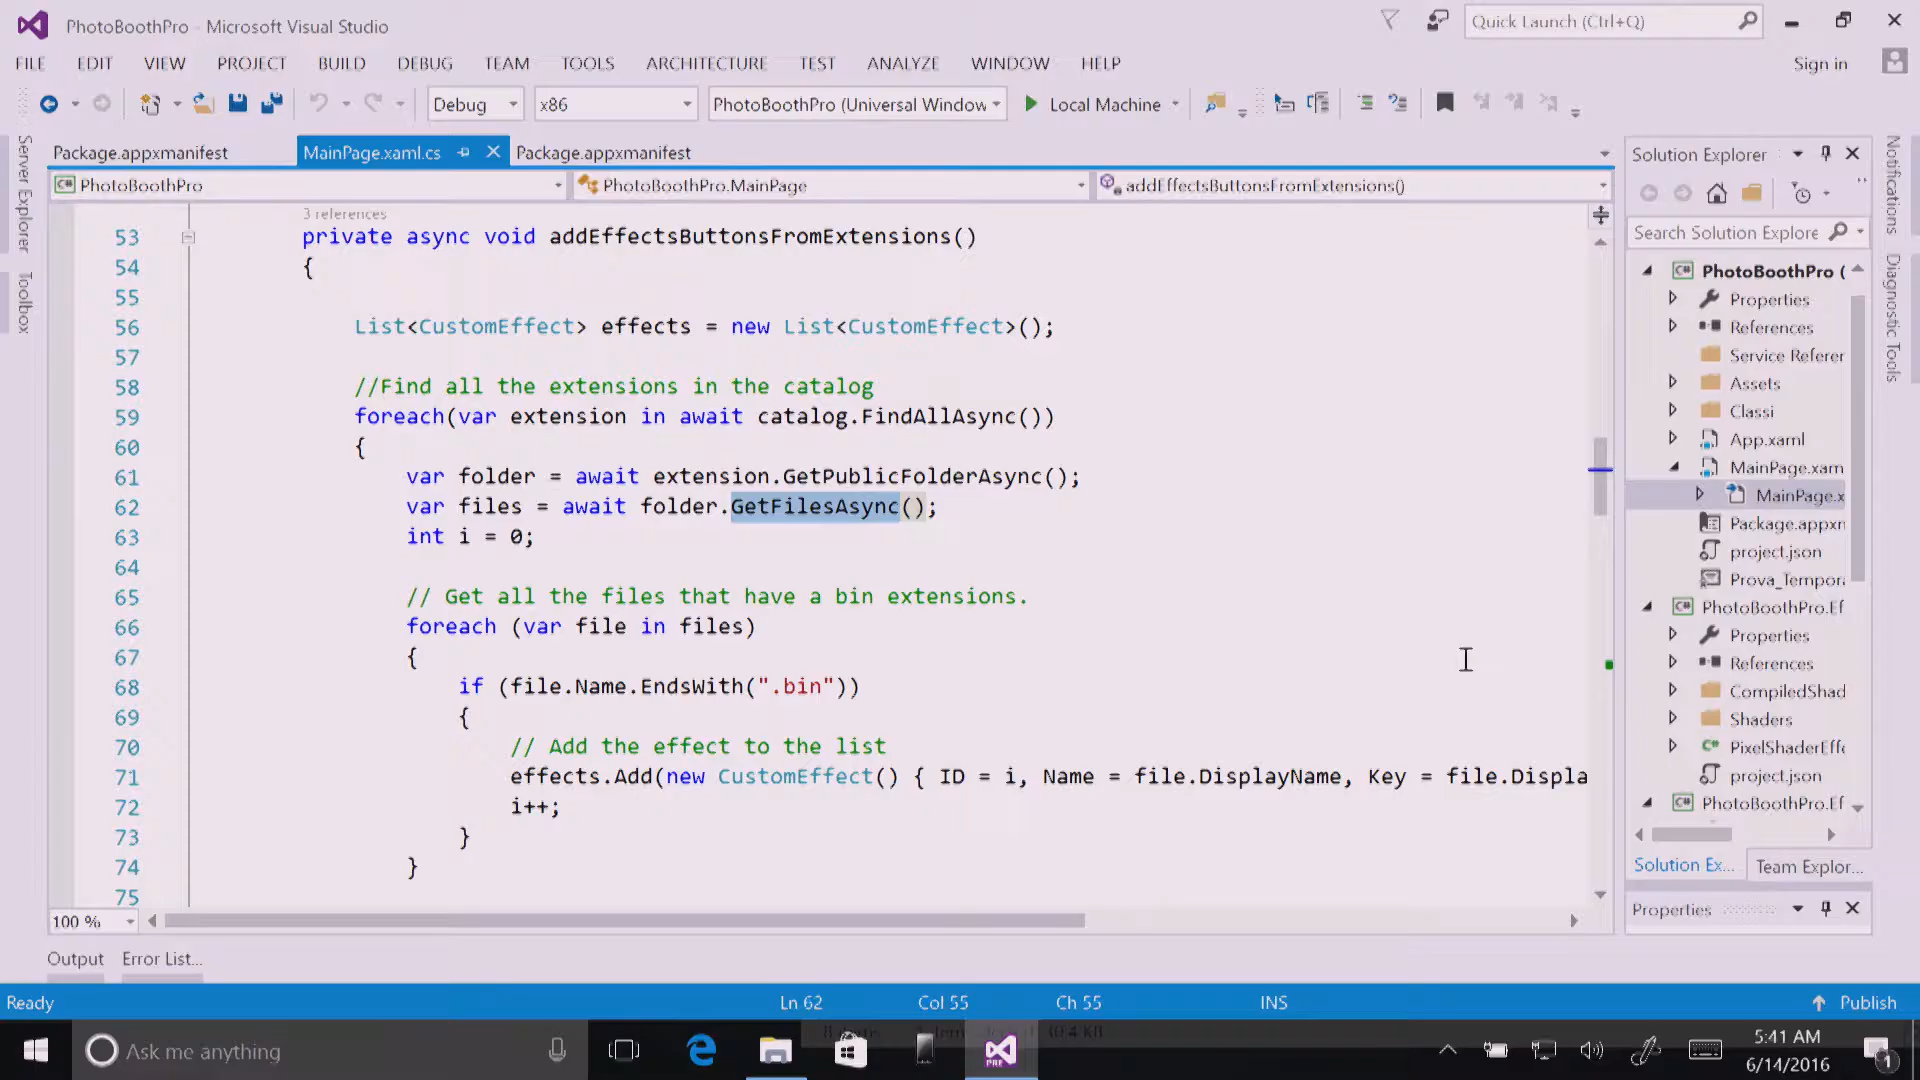 PhotoBoothPro - Microsoft Visual Studio
Quick Launch (Ctrl+Q)
FILE EDIT VIEW PROJECT BUILD DEBUG TEAM TOOLS ARCHITECTURE TEST ANALYZE WINDOW HELP
Sign in
Debug x86 PhotoBoothPro (Universal Window Local Machine
Server Explorer
Toolbox
Package.appxmanifest MainPage.xaml.cs Package.appxmanifest
PhotoBoothPro PhotoBoothPro.MainPage addEffectsButtonsFromExtensions()
3 references
53 private async void addEffectsButtonsFromExtensions()
54 {
55
56 List<CustomEffect> effects = new List<CustomEffect>();
57
58 //Find all the extensions in the catalog
59 foreach(var extension in await catalog.FindAllAsync())
60 {
61 var folder = await extension.GetPublicFolderAsync();
62 var files = await folder.GetFilesAsync();
63 int i = 0;
64
65 // Get all the files that have a bin extensions.
66 foreach (var file in files)
67 {
68 if (file.Name.EndsWith(".bin"))
69 {
70 // Add the effect to the list
71 effects.Add(new CustomEffect() { ID = i, Name = file.DisplayName, Key = file.Displa
72 i++;
73 }
74 }
75
100 %
Solution Explorer
Search Solution Explore
PhotoBoothPro (
Properties
References
Service Referer
Assets
Classi
App.xaml
MainPage.xam
MainPage.x
Package.appxn
project.json
Prova_Tempora
PhotoBoothPro.Ef
Properties
References
CompiledShad
Shaders
PixelShaderEffe
project.json
PhotoBoothPro.Ef
Solution Ex... Team Explor...
Properties
Notifications
Diagnostic Tools
Output Error List...
Ready Ln 62 Col 55 Ch 55 INS Publish
Ask me anything
PRE
5:41 AM
6/14/2016
1